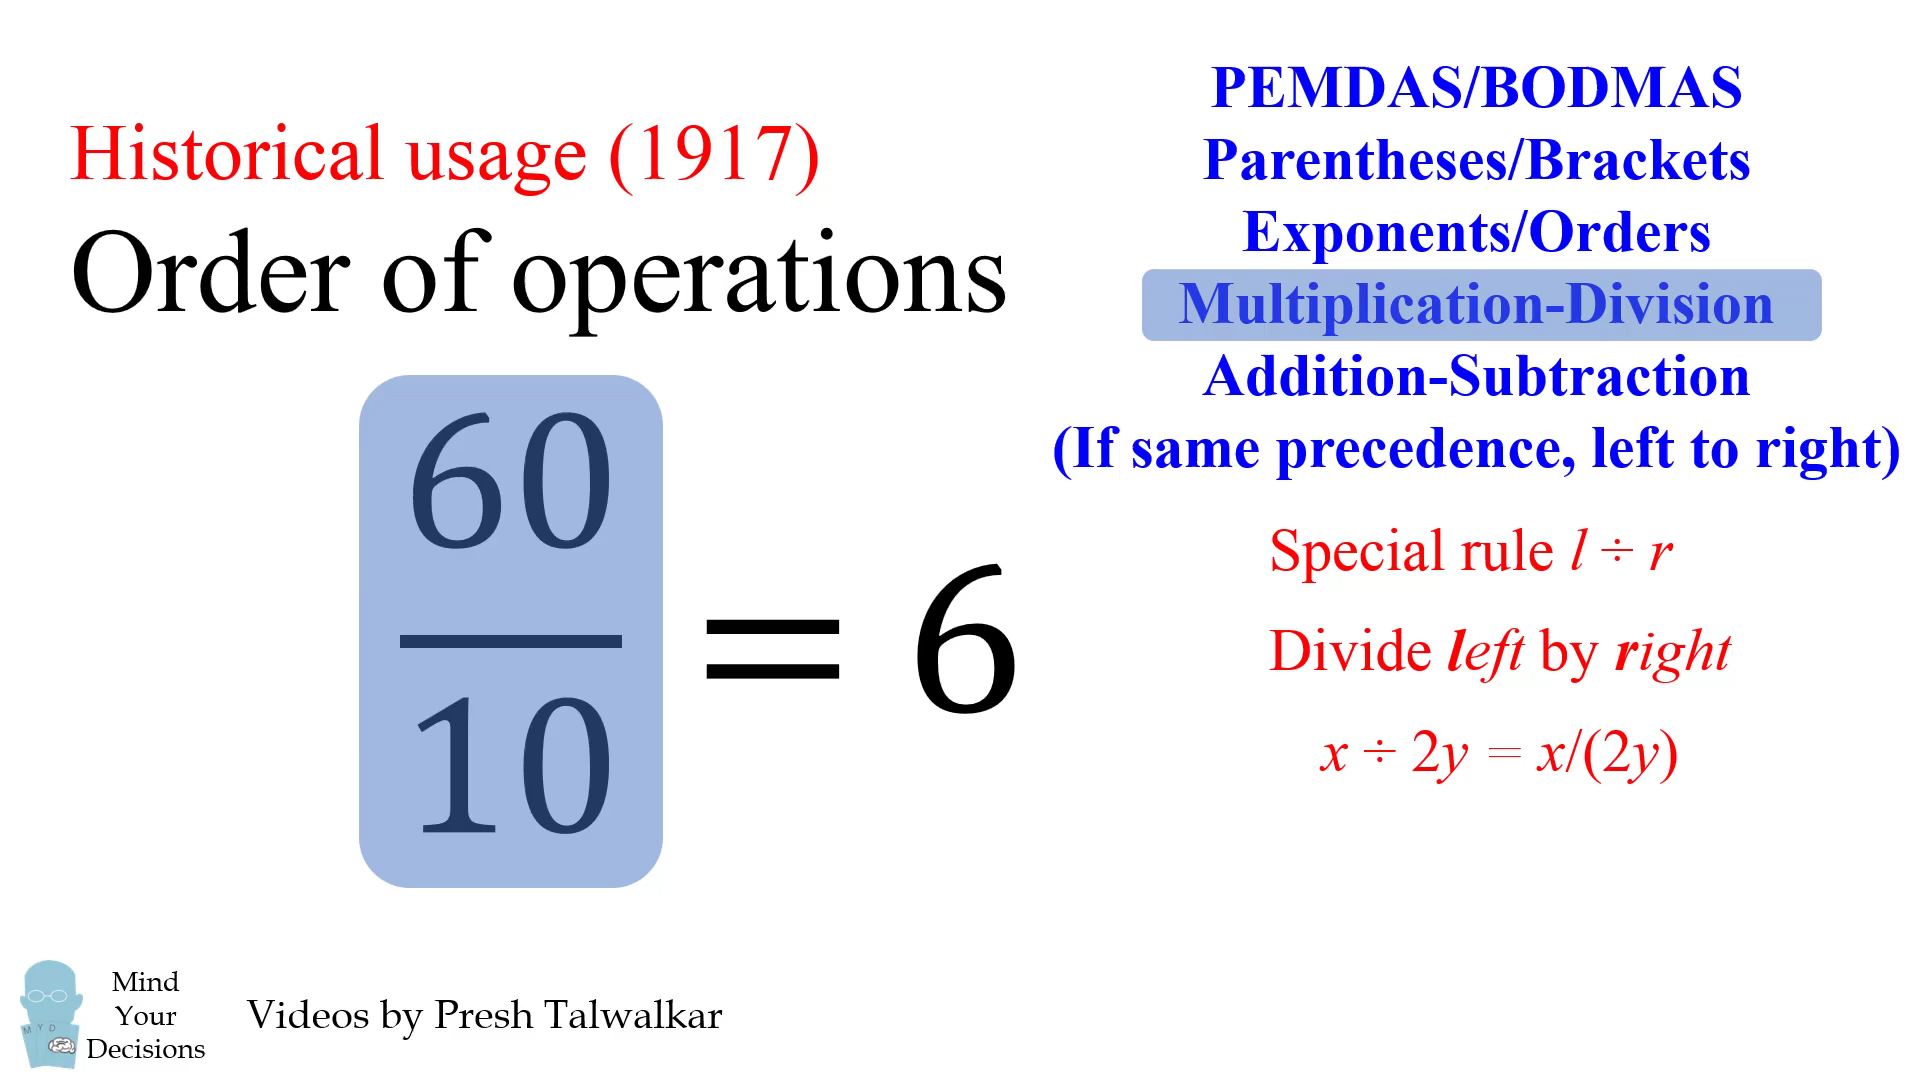 Historical usage (1917)
Order of operations
60
10
= 6
PEMDAS/BODMAS
Parentheses/Brackets
Exponents/Orders
Multiplication-Division
Addition-Subtraction
(If same precedence, left to right)
Special rule l ÷ r
Divide left by right
x ÷ 2y = x/(2y)
M Y D
Mind
Your
Decisions
Videos by Presh Talwalkar